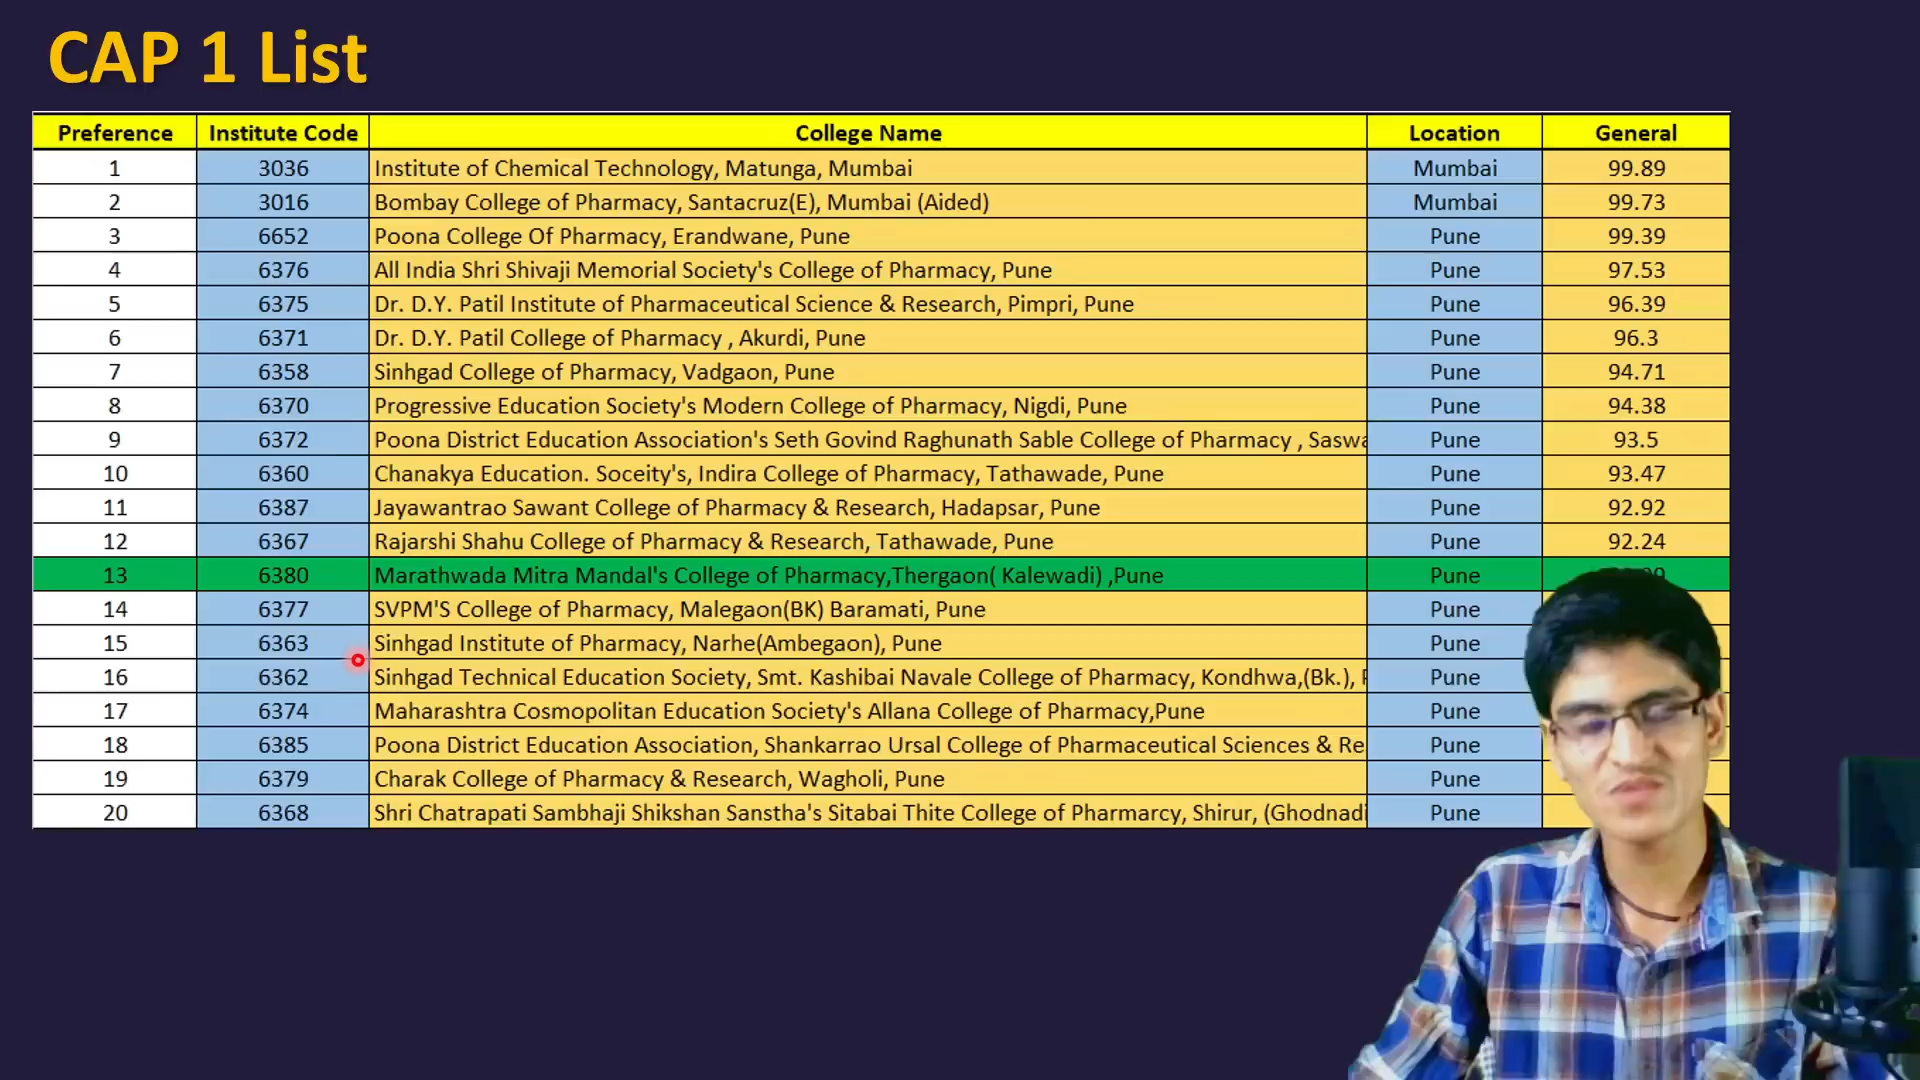 CAP 1 List
Preference Institute Code College Name Location General
1 3036 Institute of Chemical Technology, Matunga, Mumbai Mumbai 99.89
2 3016 Bombay College of Pharmacy, Santacruz(E), Mumbai (Aided) Mumbai 99.73
3 6652 Poona College Of Pharmacy, Erandwane, Pune Pune 99.39
4 6376 All India Shri Shivaji Memorial Society's College of Pharmacy, Pune Pune 97.53
5 6375 Dr. D.Y. Patil Institute of Pharmaceutical Science & Research, Pimpri, Pune Pune 96.39
6 6371 Dr. D.Y. Patil College of Pharmacy , Akurdi, Pune Pune 96.3
7 6358 Sinhgad College of Pharmacy, Vadgaon, Pune Pune 94.71
8 6370 Progressive Education Society's Modern College of Pharmacy, Nigdi, Pune Pune 94.38
9 6372 Poona District Education Association's Seth Govind Raghunath Sable College of Pharmacy , Pune 93.5
10 6360 Chanakya Education. Soceity's, Indira College of Pharmacy, Tathawade, Pune Pune 93.47
11 6387 Jayawantrao Sawant College of Pharmacy & Research, Hadapsar, Pune Pune 92.92
12 6367 Rajarshi Shahu College of Pharmacy & Research, Tathawade, Pune Pune 92.24
13 6380 Marathwada Mitra Mandal's College of Pharmacy,Thergaon( Kalewadi) ,Pune Pune
14 6377 SVPM'S College of Pharmacy, Malegaon(BK) Baramati, Pune Pune
15 6363 Sinhgad Institute of Pharmacy, Narhe(Ambegaon), Pune Pune
16 6362 Sinhgad Technical Education Society, Smt. Kashibai Navale College of Pharmacy, Kondhwa,(Bk.), Pune
17 6374 Maharashtra Cosmopolitan Education Society's Allana College of Pharmacy,Pune Pune
18 6385 Poona District Education Association, Shankarrao Ursal College of Pharmaceutical Sciences & Re Pune
19 6379 Charak College of Pharmacy & Research, Wagholi, Pune Pune
20 6368 Shri Chatrapati Sambhaji Shikshan Sanstha's Sitabai Thite College of Pharmarcy, Shirur, (Ghodnadi Pune